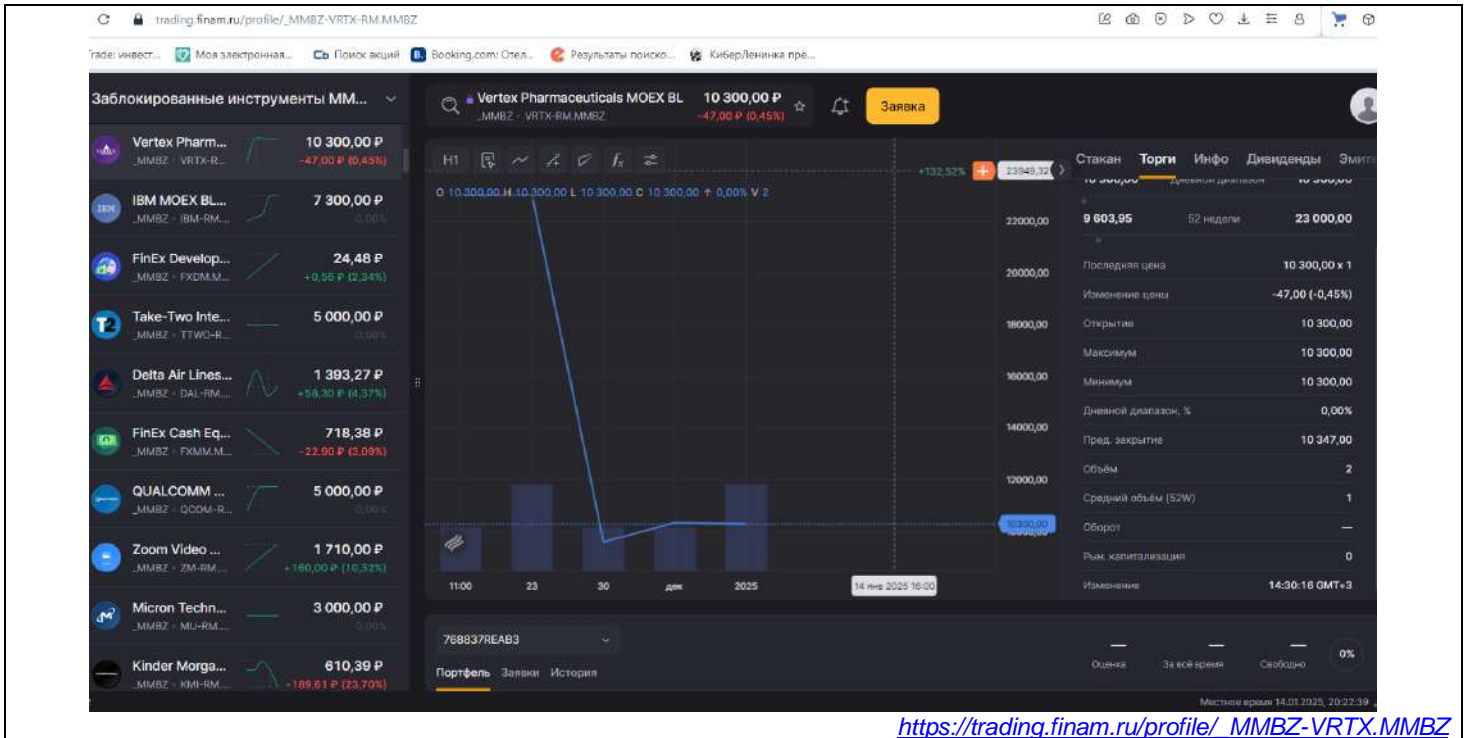 trading.finam.ru/profile/_MMBZ-VRTX-RM.MMBZ
Моя электронная... Поиск акций Booking.com: Отел... Результаты поиско... КиберЛенинка пре...
Заблокированные инструменты ММ...
Vertex Pharm... 10 300,00 ₽
_MMBZ · VRTX-R... -47,00 ₽ (0,45%)
IBM MOEX BL... 7 300,00 ₽
_MMBZ · IBM-RM.... 0,00%
FinEx Develop... 24,48 ₽
_MMBZ · FXDM.M... +0,56 ₽ (2,34%)
Take-Two Inte... 5 000,00 ₽
_MMBZ · TTWO-R... 0,00%
Delta Air Lines... 1 393,27 ₽
_MMBZ · DAL-RM.... +58,30 ₽ (4,37%)
FinEx Cash Eq... 718,38 ₽
_MMBZ · FXMM.M... -22,90 ₽ (3,09%)
QUALCOMM ... 5 000,00 ₽
_MMBZ · QCOM-R... 0,00%
Zoom Video ... 1 710,00 ₽
_MMBZ · ZM-RM.... +160,00 ₽ (10,32%)
Micron Techn... 3 000,00 ₽
_MMBZ · MU-RM.... 0,00%
Kinder Morga... 610,39 ₽
_MMBZ · KMI-RM.... -189,61 ₽ (23,70%)
Vertex Pharmaceuticals MOEX BL 10 300,00 ₽
_MMBZ · VRTX-RM.MMBZ -47,00 ₽ (0,45%)
Заявка
H1
+132,52% 23949,32
O 10 300,00 H 10 300,00 L 10 300,00 C 10 300,00 ↑ 0,00% V 2
22000,00
20000,00
18000,00
16000,00
14000,00
12000,00
10300,00
11:00 23 30 дек 2025 14 янв 2025 16:00
Стакан Торги Инфо Дивиденды
10 300,00 Дневной диапазон 10 300,00
9 603,95 52 недели 23 000,00
Последняя цена 10 300,00 x 1
Изменение цены -47,00 (-0,45%)
Открытие 10 300,00
Максимум 10 300,00
Минимум 10 300,00
Дневной диапазон, % 0,00%
Пред. закрытие 10 347,00
Объём 2
Средний объём (52W) 1
Оборот —
Рын. капитализация 0
Изменение 14:30:16 GMT+3
768837REAB3
Портфель Заявки История
— — — 0%
Оценка За всё время Свободно
Местное время 14.01.2025, 20:22:39
https://trading.finam.ru/profile/_MMBZ-VRTX.MMBZ